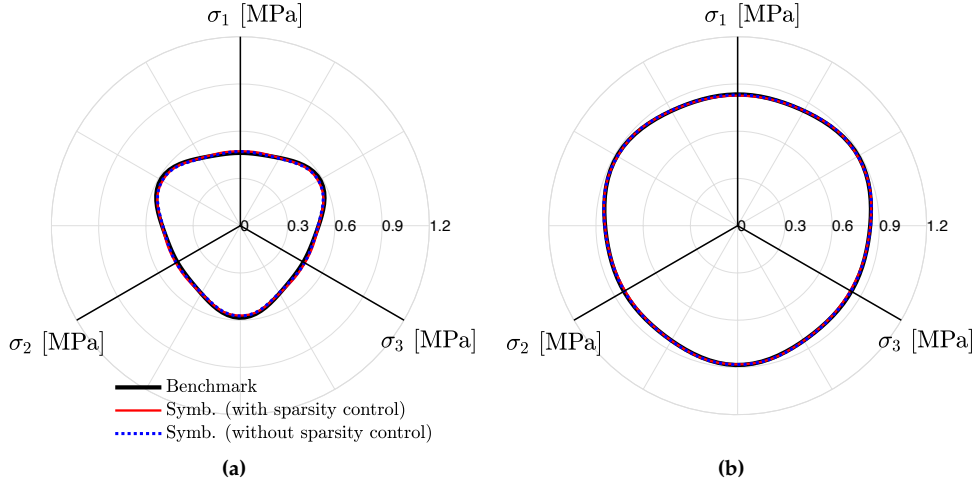 σ₁ [MPa]
σ₁ [MPa]
0 0.3 0.6 0.9 1.2
0 0.3 0.6 0.9 1.2
σ₂ [MPa]
σ₃ [MPa]
σ₂ [MPa]
σ₃ [MPa]
Benchmark
Symb. (with sparsity control)
Symb. (without sparsity control)
(a)
(b)